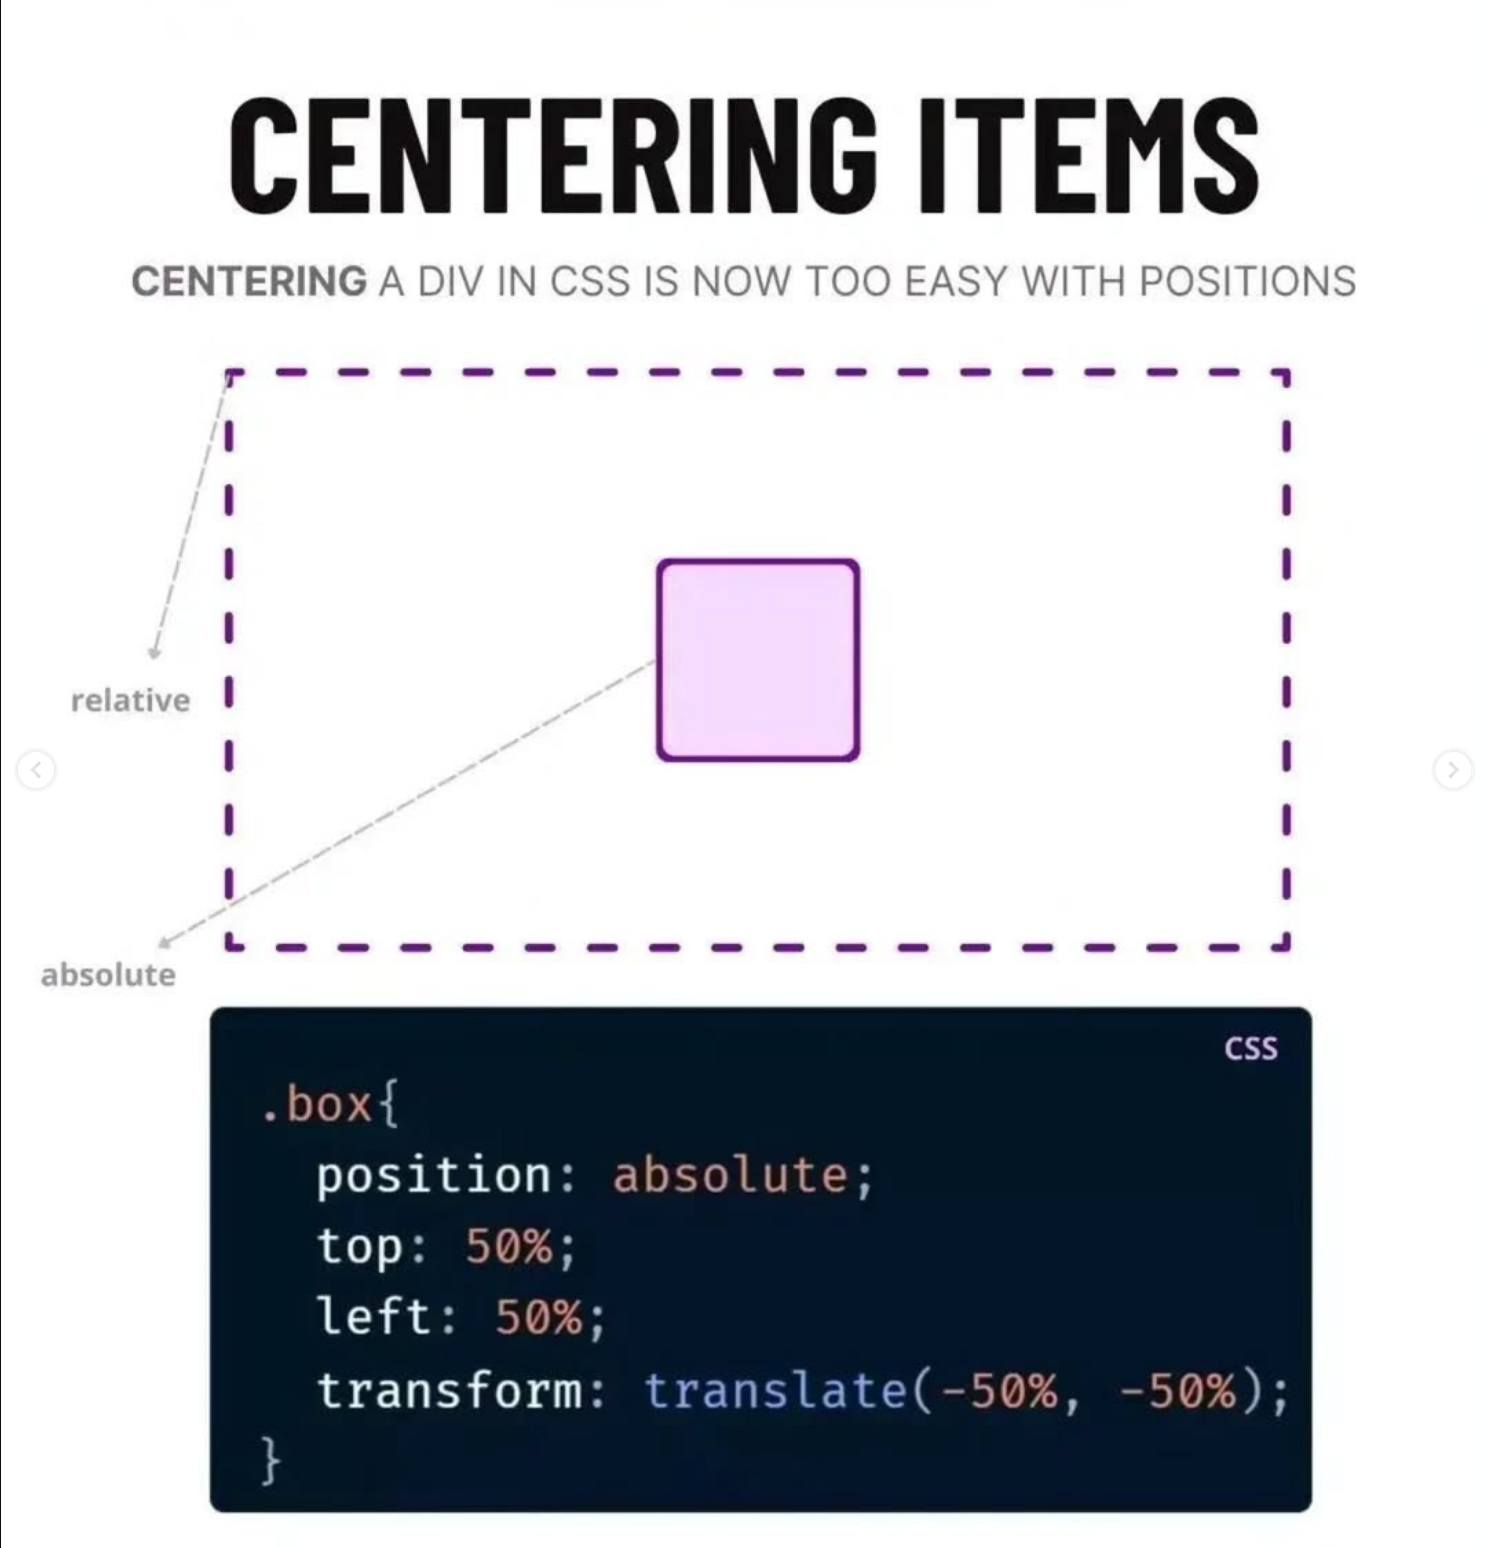 CENTERING ITEMS
CENTERING A DIV IN CSS IS NOW TOO EASY WITH POSITIONS
relative
absolute
CSS
.box{
position: absolute;
top: 50%;
left: 50%;
transform: translate(-50%, -50%);
}